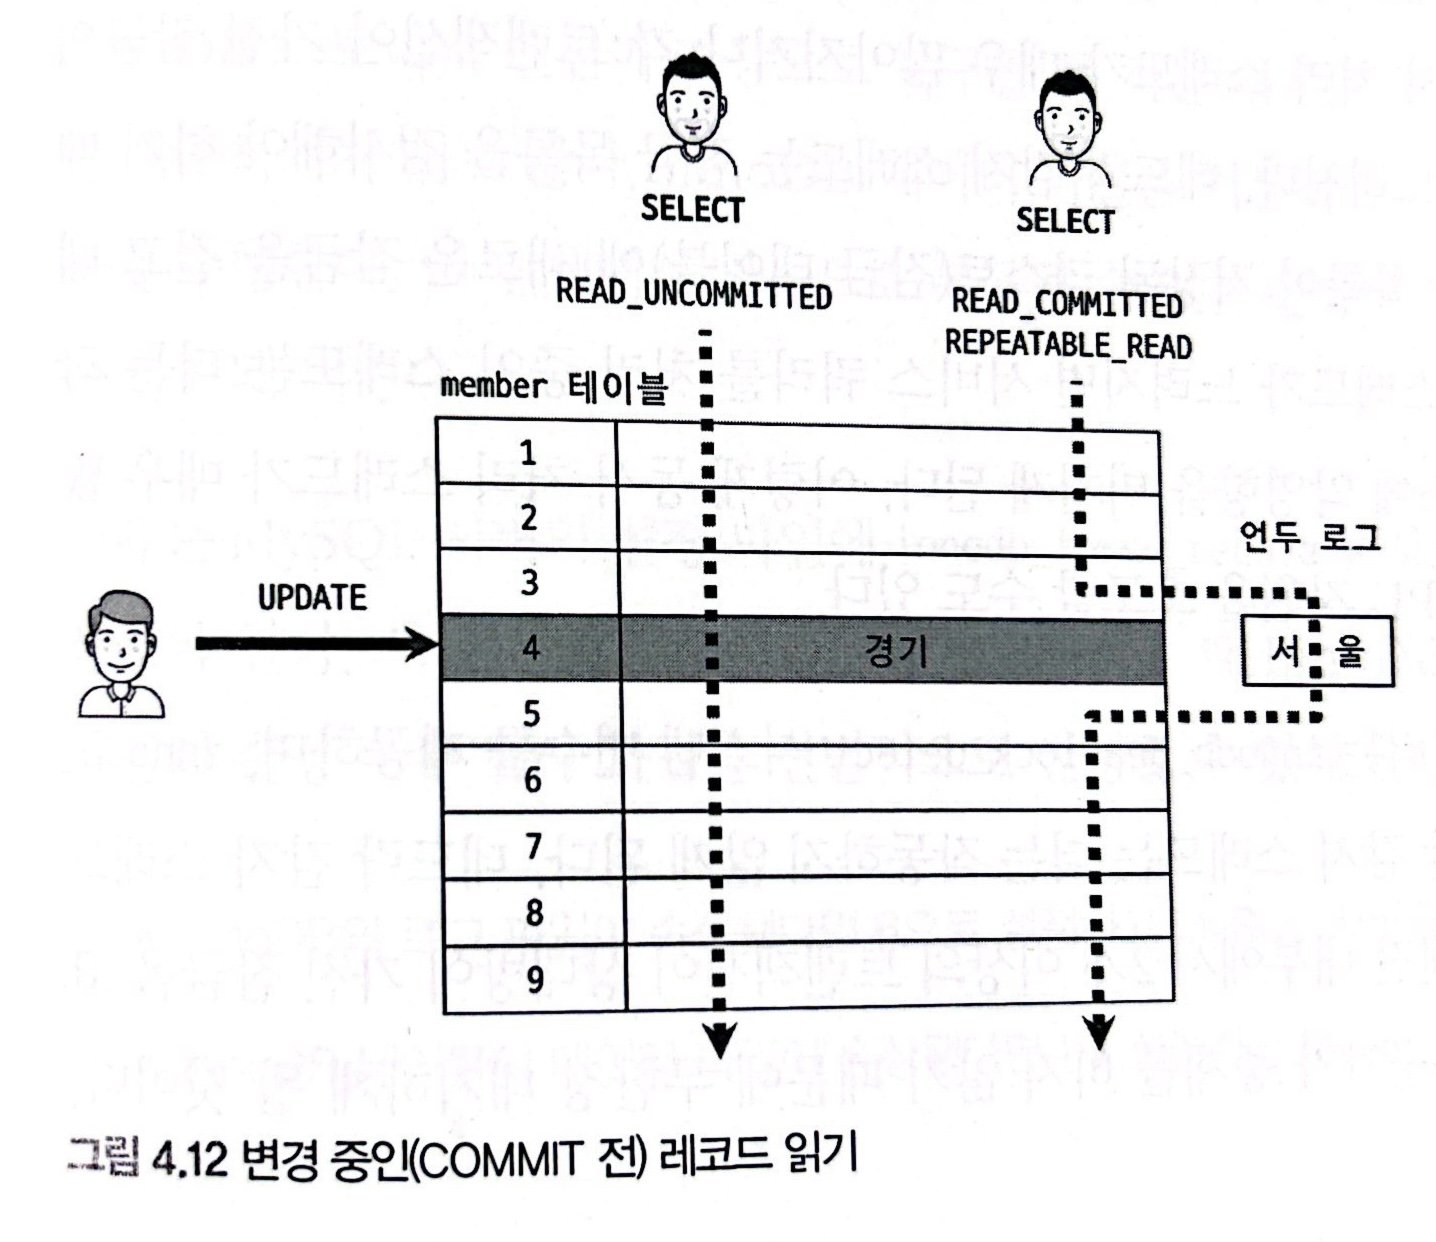 SELECT
SELECT
READ_UNCOMMITTED
READ_COMMITTED
REPEATABLE_READ
member 테이블
1
2
3
4 경기
5
6
7
8
9
UPDATE
언두 로그
서울
그림 4.12 변경 중인(COMMIT 전) 레코드 읽기